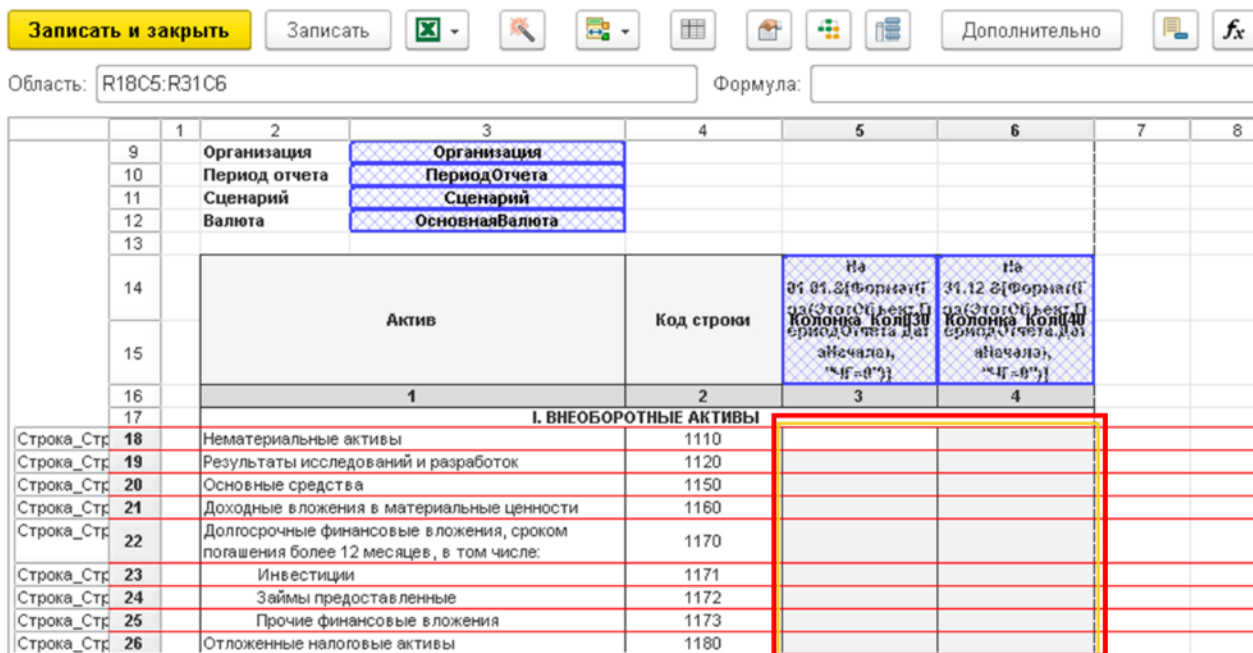 Записать и закрыть Записать Дополнительно fx
Область: R18C5:R31C6 Формула:
1 2 3 4 5 6 7 8
9 Организация Организация
10 Период отчета ПериодОтчета
11 Сценарий Сценарий
12 Валюта ОсновнаяВалюта
13
14 Актив Код строки
15
16 1 2 3 4
17 I. ВНЕОБОРОТНЫЕ АКТИВЫ
Строка_Стр 18 Нематериальные активы 1110
Строка_Стр 19 Результаты исследований и разработок 1120
Строка_Стр 20 Основные средства 1150
Строка_Стр 21 Доходные вложения в материальные ценности 1160
Строка_Стр 22 Долгосрочные финансовые вложения, сроком 1170
погашения более 12 месяцев, в том числе:
Строка_Стр 23 Инвестиции 1171
Строка_Стр 24 Займы предоставленные 1172
Строка_Стр 25 Прочие финансовые вложения 1173
Строка_Стр 26 Отложенные налоговые активы 1180